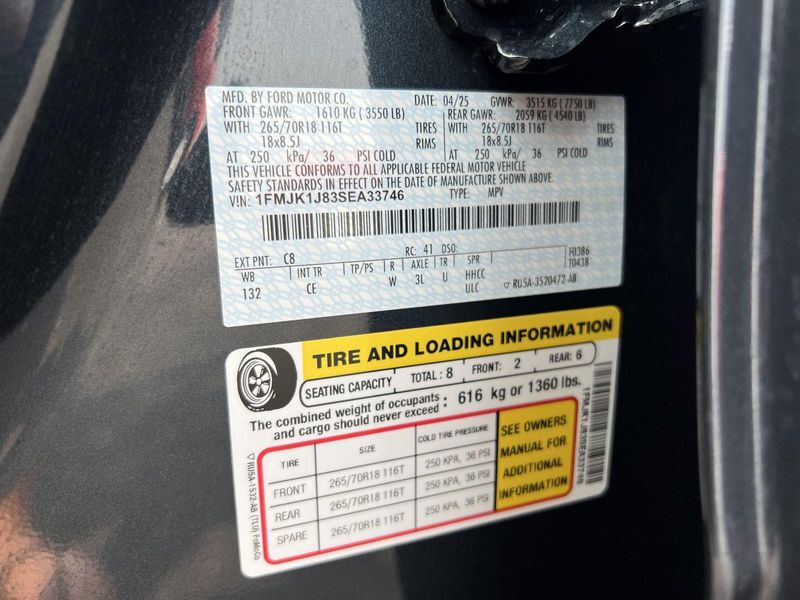 MFD. BY FORD MOTOR CO. DATE: 04/25 GVWR: 3515 KG ( 7750 LB)
FRONT GAWR: 1610 KG ( 3550 LB) REAR GAWR: 2059 KG ( 4540 LB)
WITH 265/70R18 116T TIRES WITH 265/70R18 116T TIRES
18x8.5J RIMS 18x8.5J RIMS
AT 250 kPa/ 36 PSI COLD AT 250 kPa/ 36 PSI COLD
THIS VEHICLE CONFORMS TO ALL APPLICABLE FEDERAL MOTOR VEHICLE
SAFETY STANDARDS IN EFFECT ON THE DATE OF MANUFACTURE SHOWN ABOVE.
VIN: 1FMJK1J83SEA33746 TYPE: MPV
EXT PNT: C8 RC: 41 DSO: F0386
WB INT TR TP/PS R AXLE TR SPR T0438
132 CE W 3L U HHCC
ULC ▽ RU5A-3520472-AB
TIRE AND LOADING INFORMATION
SEATING CAPACITY TOTAL : 8 FRONT: 2 REAR: 6
The combined weight of occupants
and cargo should never exceed : 616 kg or 1360 lbs.
TIRE SIZE COLD TIRE PRESSURE
FRONT 265/70R18 116T 250 KPA, 36 PSI
REAR 265/70R18 116T 250 KPA, 36 PSI
SPARE 265/70R18 116T 250 KPA, 36 PSI
SEE OWNERS
MANUAL FOR
ADDITIONAL
INFORMATION
▽ RU5A-1532-AB (TLU) FoMoCo
1FMJK1J83SEA33746